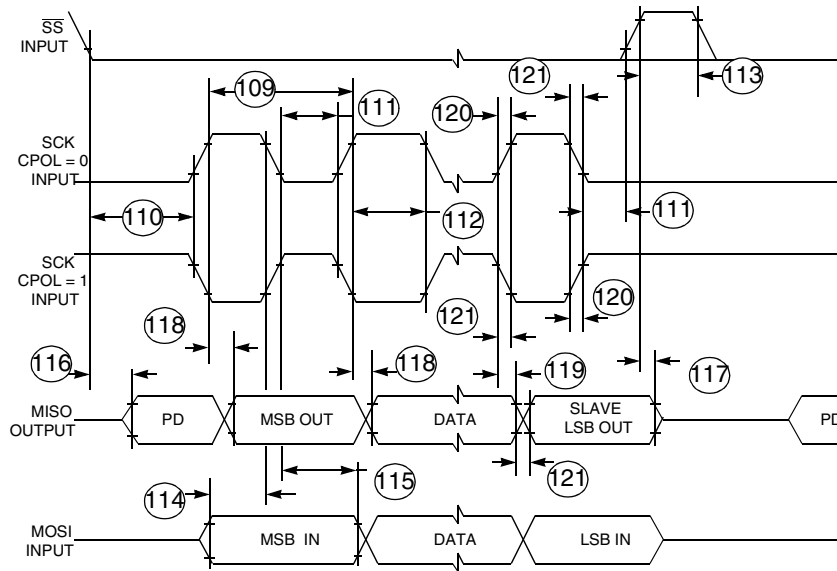 SS
INPUT
121
113
109
111
120
SCK
CPOL = 0
INPUT
110
112
111
SCK
CPOL = 1
INPUT
118
121
120
116
118
119
117
MISO
OUTPUT
PD
MSB OUT
DATA
SLAVE
LSB OUT
PD
114
115
121
MOSI
INPUT
MSB IN
DATA
LSB IN